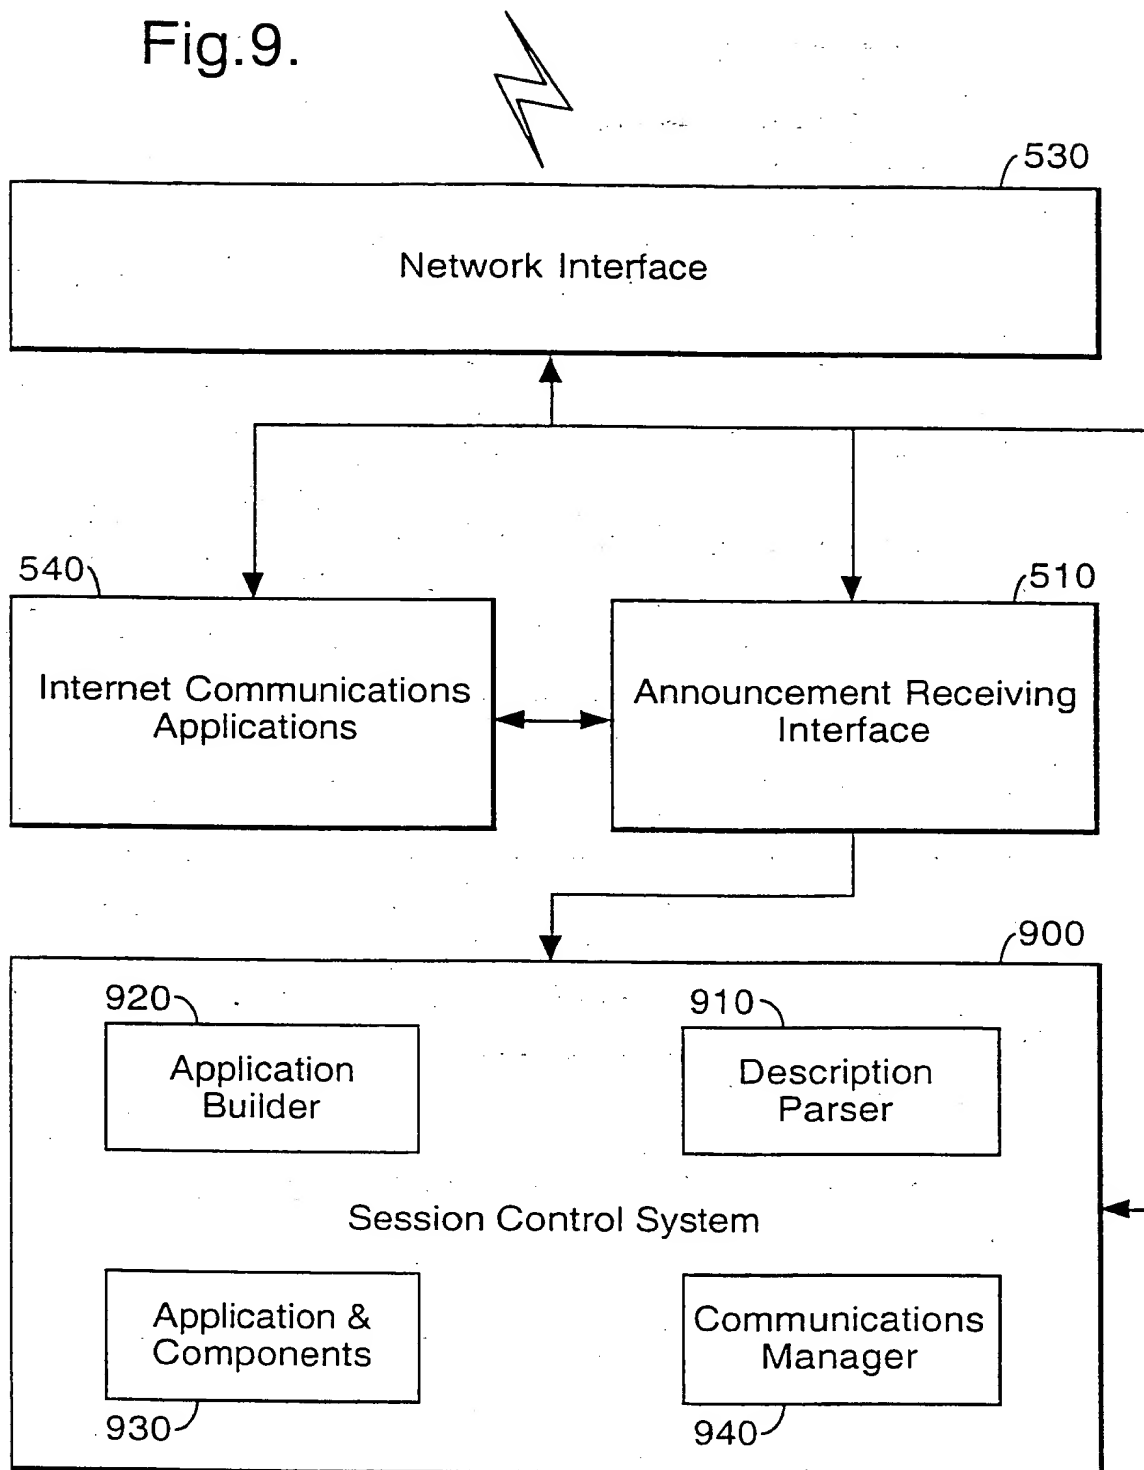 Fig.9.
530
Network Interface
540
510
Internet Communications
Applications
Announcement Receiving
Interface
900
920
910
Application
Builder
Description
Parser
Session Control System
Application &
Components
Communications
Manager
930
940